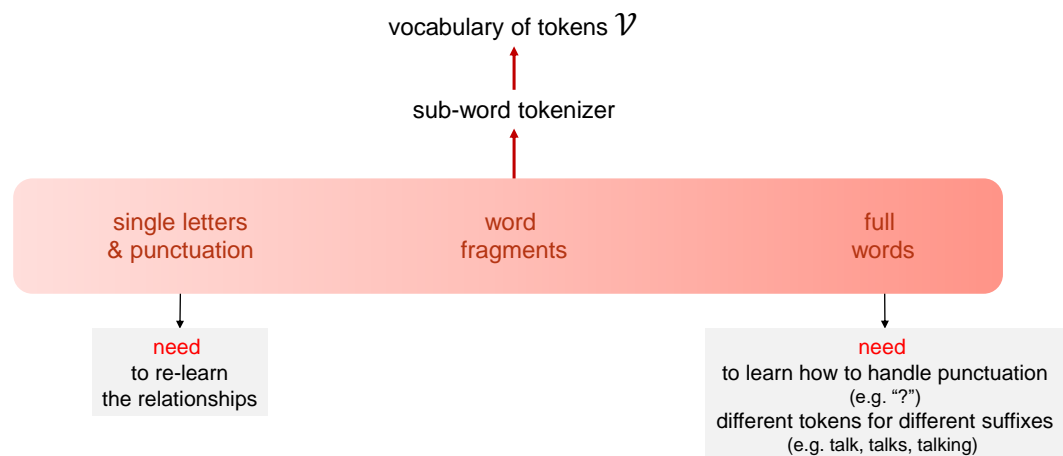 vocabulary of tokens 𝒱
sub-word tokenizer
single letters
& punctuation
word
fragments
full
words
need
to re-learn
the relationships
need
to learn how to handle punctuation
(e.g. “?”)
different tokens for different suffixes
(e.g. talk, talks, talking)